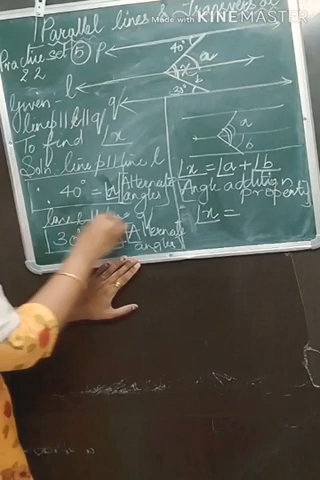 Parallel lines & transversal
Made with KINEMASTER
Practice set ⑤
2.2
p
40°
a
x
l
b
30°
q
Given -
line p || l || q
To find ∠x
Soln. line p || line l
∴ 40° = ∠a [Alternate angles]
line l || line q
[Alternate angles]
a
b
∠x = ∠a + ∠b
[Angle addition property]
∠x =